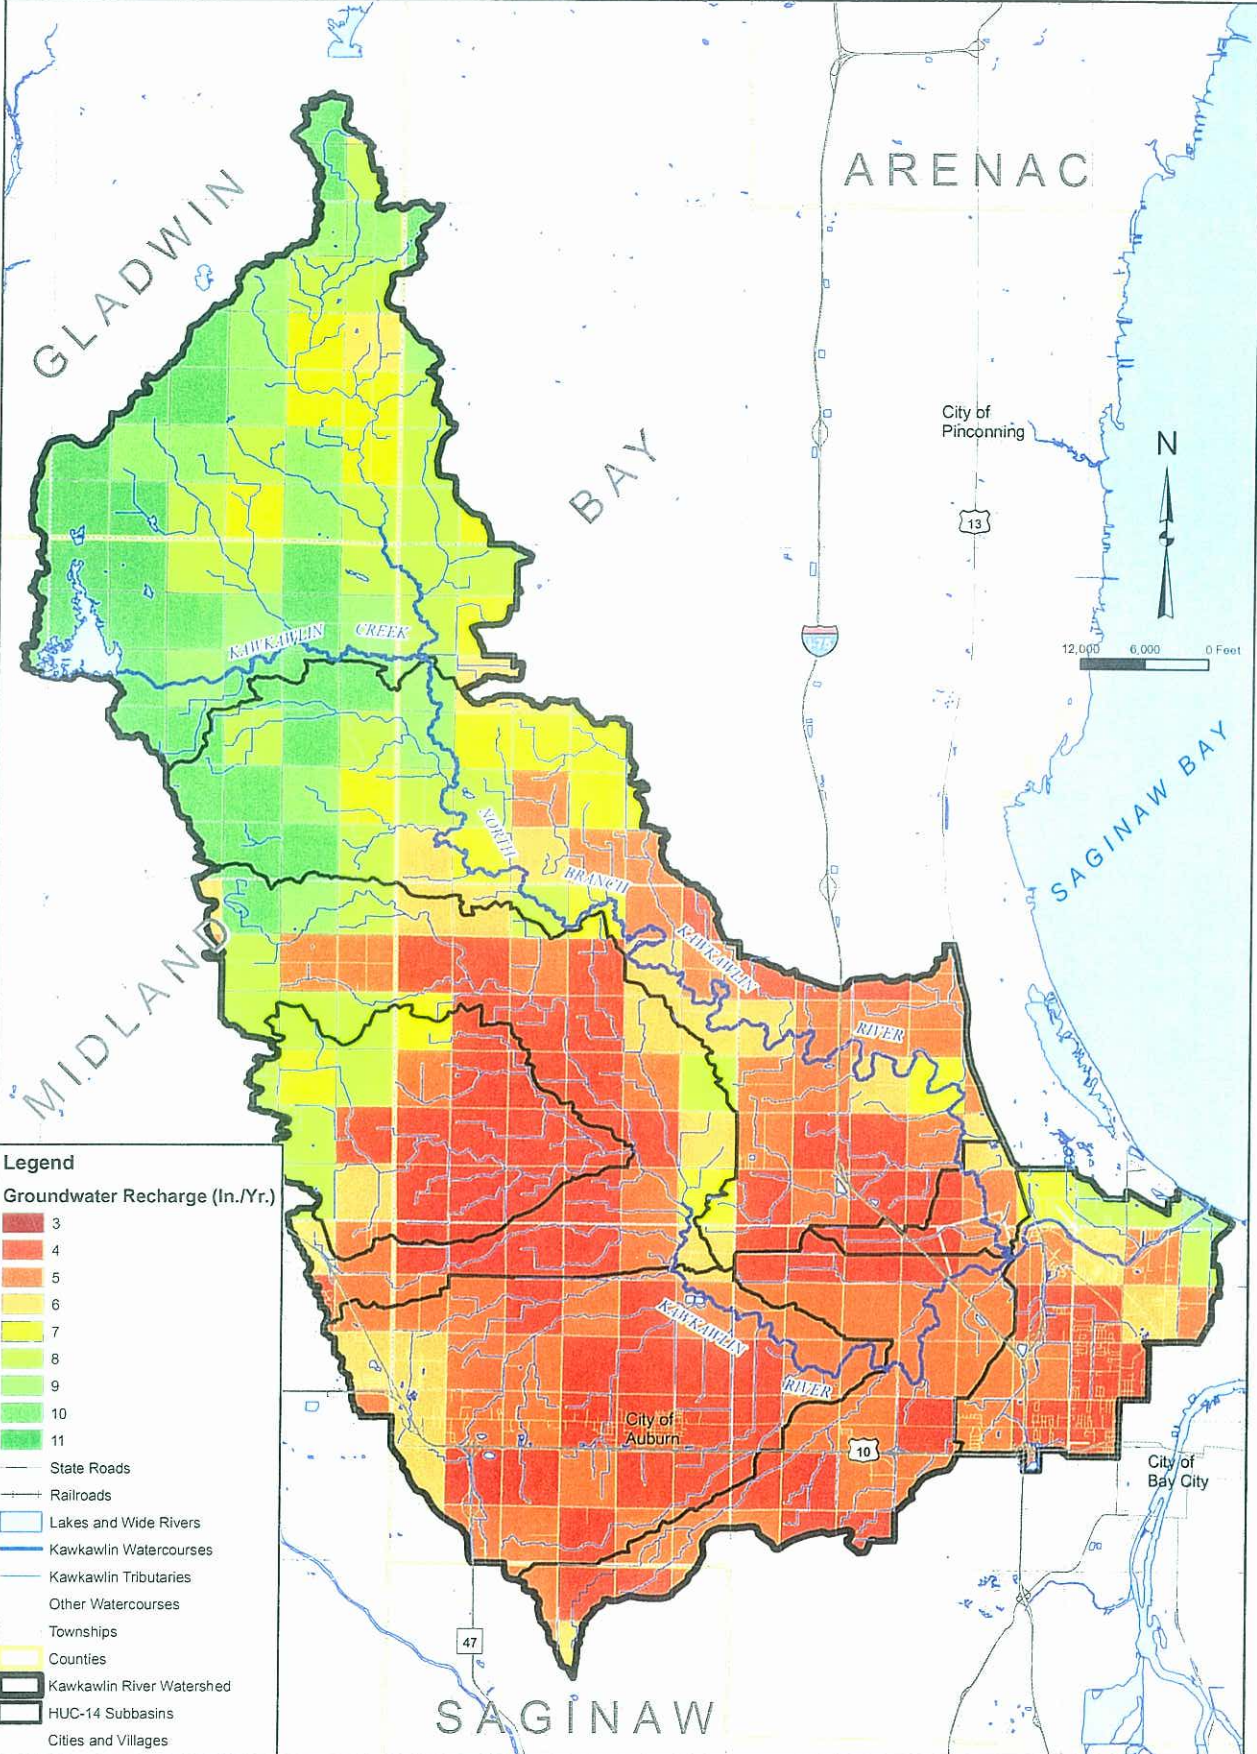 ARENAC
GLADWIN
City of
Pinconning
N
BAY
13
12,000 6,000 0 Feet
KAWKAWLIN CREEK
SAGINAW BAY
NORTH
BRANCH
KAWKAWLIN
RIVER
MIDLAND
Legend
Groundwater Recharge (In./Yr.)
3
4
5
6
7
8
9
10
11
State Roads
Railroads
Lakes and Wide Rivers
Kawkawlin Watercourses
Kawkawlin Tributaries
Other Watercourses
Townships
Counties
Kawkawlin River Watershed
HUC-14 Subbasins
Cities and Villages
KAWKAWLIN
RIVER
City of
Auburn
10
City of
Bay City
47
SAGINAW